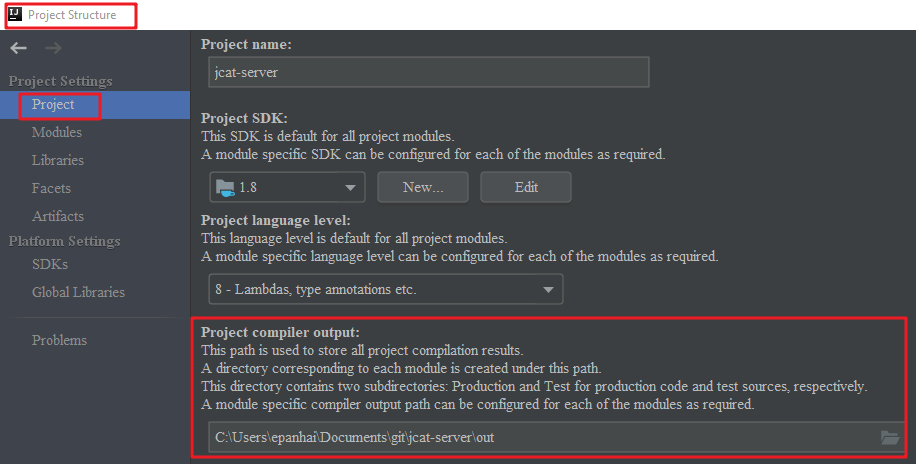 IJ
Project Structure
Project Settings
Project
Modules
Libraries
Facets
Artifacts
Platform Settings
SDKs
Global Libraries
Problems
Project name:
jcat-server
Project SDK:
This SDK is default for all project modules.
A module specific SDK can be configured for each of the modules as required.
1.8
New...
Edit
Project language level:
This language level is default for all project modules.
A module specific language level can be configured for each of the modules as required.
8 - Lambdas, type annotations etc.
Project compiler output:
This path is used to store all project compilation results.
A directory corresponding to each module is created under this path.
This directory contains two subdirectories: Production and Test for production code and test sources, respectively.
A module specific compiler output path can be configured for each of the modules as required.
C:\Users\epanhai\Documents\git\jcat-server\out